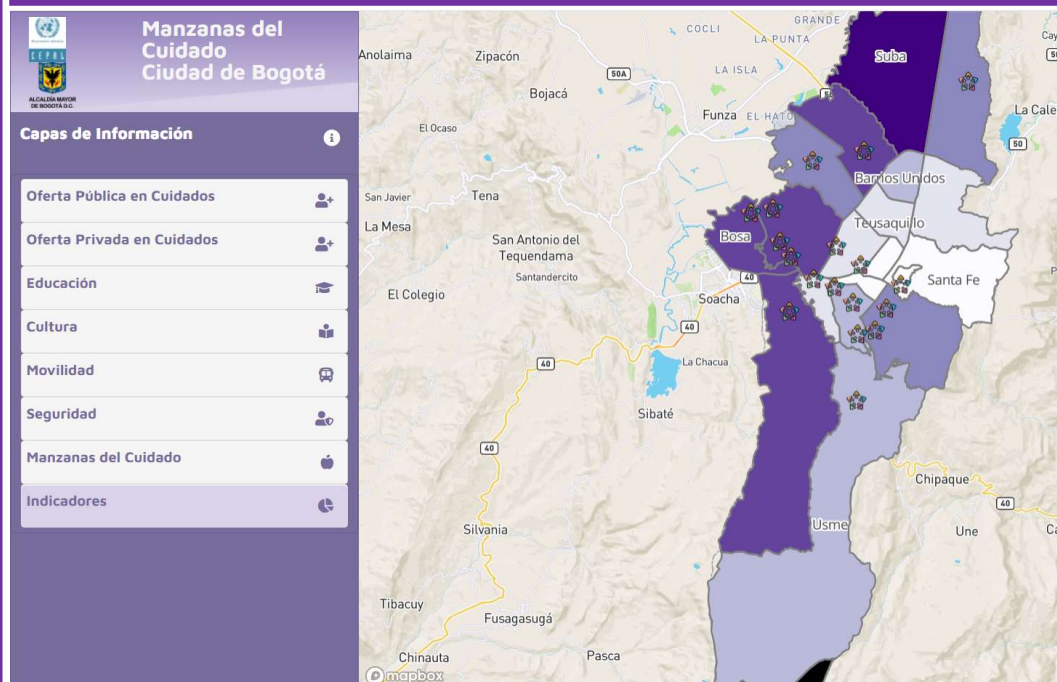 CEPAL
ALCALDÍA MAYOR
DE BOGOTÁ D.C.
Manzanas del
Cuidado
Ciudad de Bogotá
Capas de Información
i
Oferta Pública en Cuidados
Oferta Privada en Cuidados
Educación
Cultura
Movilidad
Seguridad
Manzanas del Cuidado
Indicadores
GRANDE
COCLI
LA PUNTA
Anolaima
Zipacón
Suba
50A
LA ISLA
Bojacá
Funza
EL HATO
La Cale
El Ocaso
50
Barrios Unidos
San Javier
Tena
La Mesa
Teusaquillo
Bosa
San Antonio del
Tequendama
Santandercito
40
Santa Fe
El Colegio
Soacha
40
La Chacua
40
Sibaté
40
Chipaque
40
Silvania
Usme
Une
Tibacuy
Fusagasugá
Chinauta
Pasca
mapbox